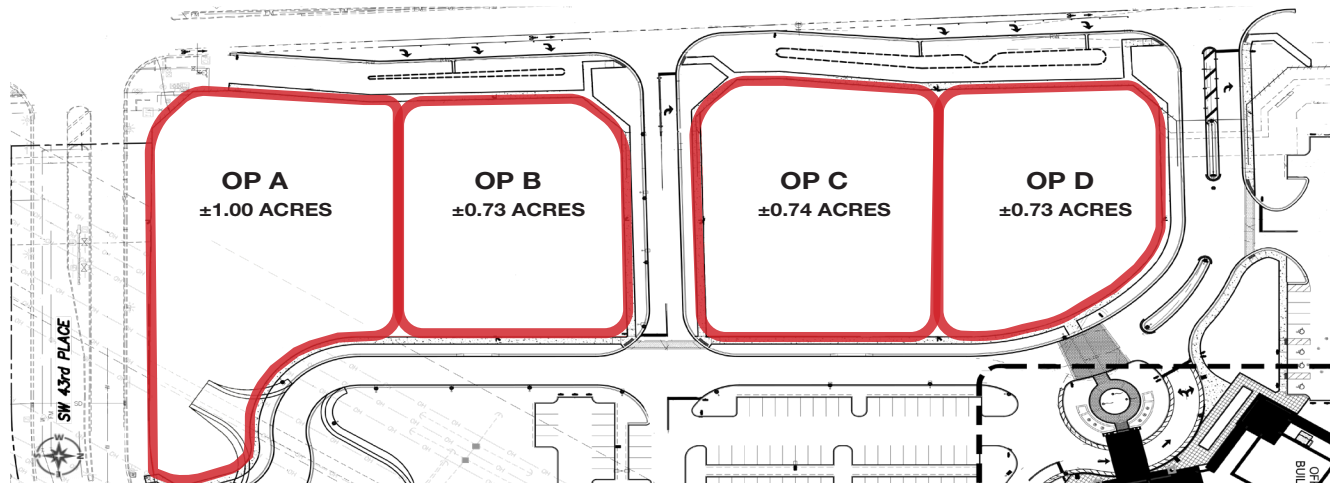 OP A
±1.00 ACRES
OP B
±0.73 ACRES
OP C
±0.74 ACRES
OP D
±0.73 ACRES
SW 43rd PLACE
W
N